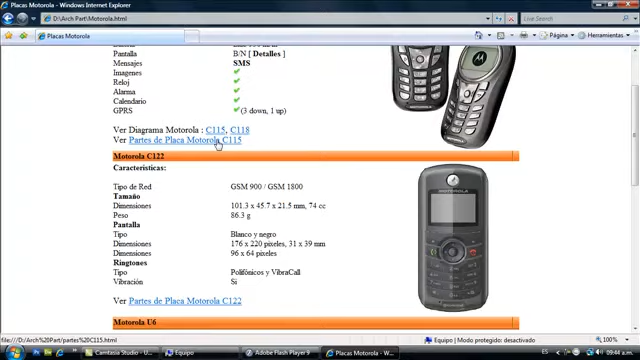 Placas Motorola - Windows Internet Explorer
D:\Arch Part\Motorola.html
Live Search
Placas Motorola
Página
Herramientas
Pantalla B/N [ Detalles ]
Mensajes SMS
Imagenes
Reloj
Alarma
Calendario
GPRS (3 down, 1 up)
Ver Diagrama Motorola : C115, C118
Ver Partes de Placa Motorola C115
Motorola C122
Características:
Tipo de Red GSM 900 / GSM 1800
Tamaño
Dimensiones 101.3 x 45.7 x 21.5 mm, 74 cc
Peso 86.3 g
Pantalla
Tipo Blanco y negro
Dimensiones 176 x 220 pixeles, 31 x 39 mm
Dimensiones 96 x 64 pixeles
Ringtones
Tipo Polifónicos y VibraCall
Vibración Si
Ver Partes de Placa Motorola C122
Motorola U6
file:///D:/Arch%20Part/partes%20C115.html
Equipo | Modo protegido: desactivado
100%
Camtasia Studio - U...
Equipo
Adobe Flash Player 9
Placas Motorola - W...
ES
09:44 a.m.